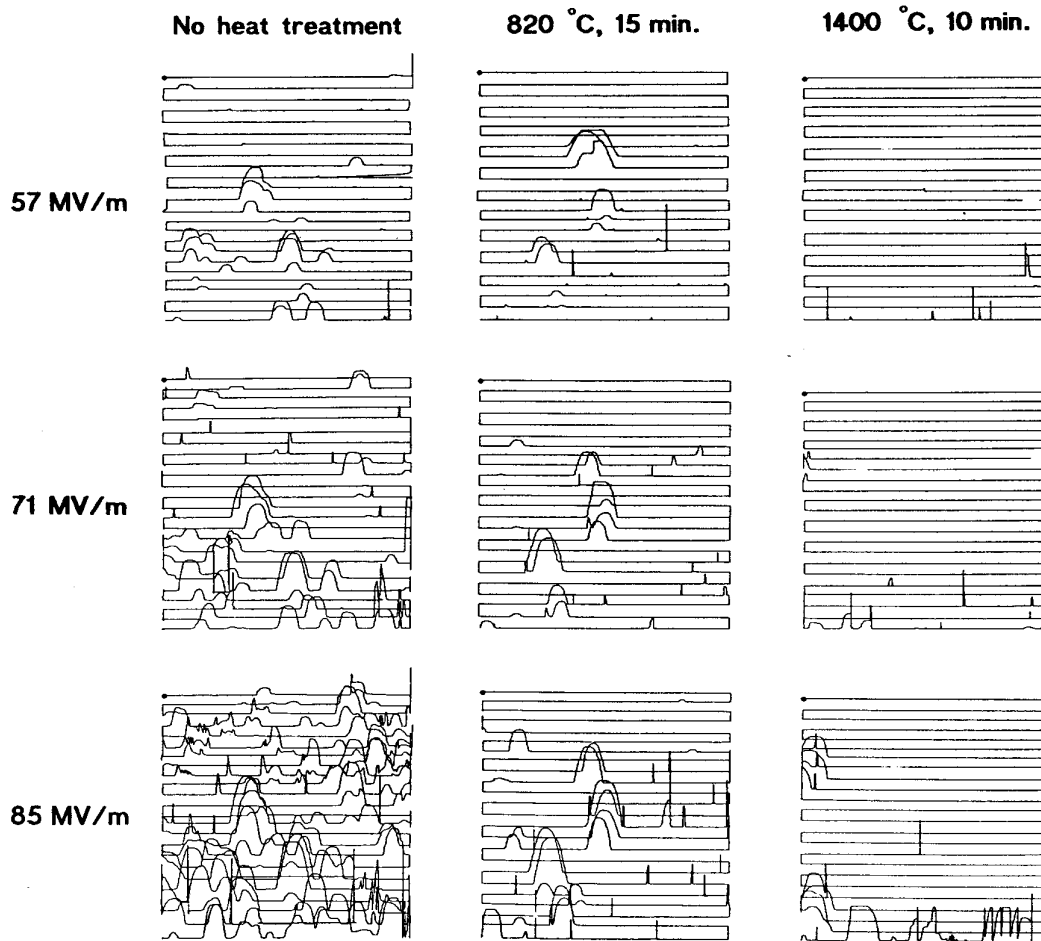 No heat treatment
820 °C, 15 min.
1400 °C, 10 min.
57 MV/m
71 MV/m
85 MV/m